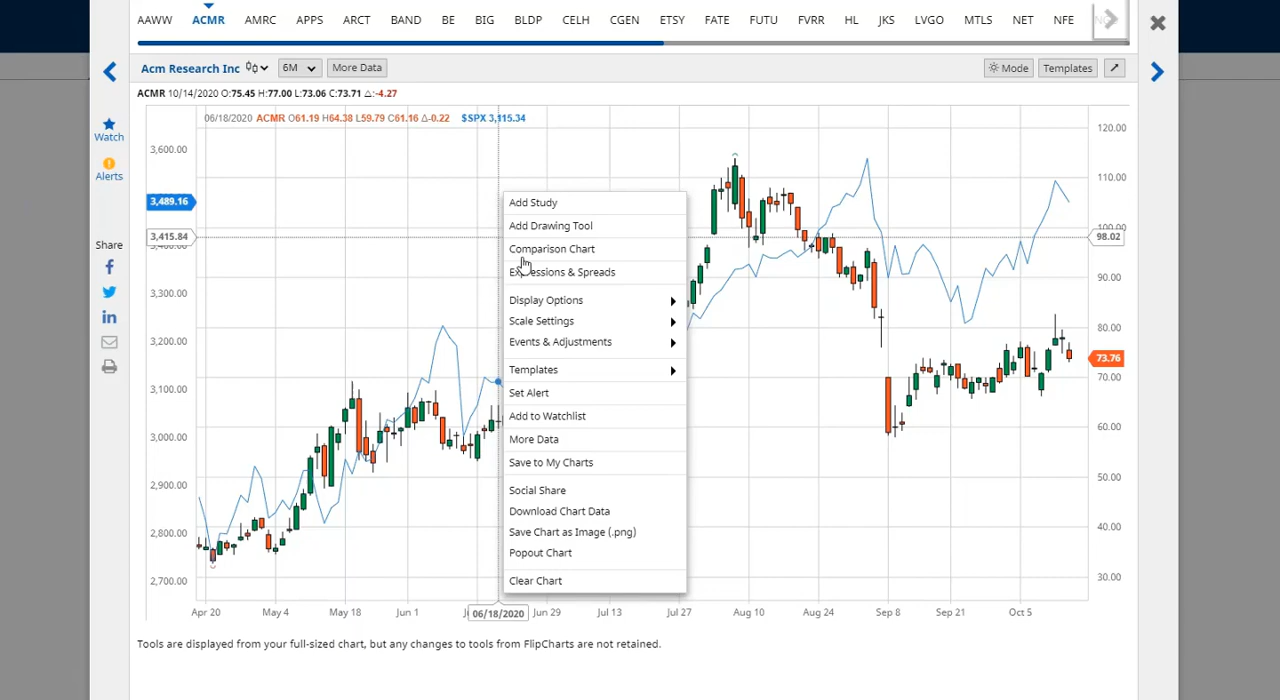 AAWW ACMR AMRC APPS ARCT BAND BE BIG BLDP CELH CGEN ETSY FATE FUTU FVRR HL JKS LVGO MTLS NET NFE
Acm Research Inc 6M More Data Mode Templates
ACMR 10/14/2020 O:75.45 H:77.00 L:73.06 C:73.71 △:-4.27
06/18/2020 ACMR O61.19 H64.38 L59.79 C61.16 Δ-0.22 $SPX 3,115.34
Watch
Alerts
Share
3,600.00
3,489.16
3,415.84
3,400.00
3,300.00
3,200.00
3,100.00
3,000.00
2,900.00
2,800.00
2,700.00
Add Study
Add Drawing Tool
Comparison Chart
Expressions & Spreads
Display Options
Scale Settings
Events & Adjustments
Templates
Set Alert
Add to Watchlist
More Data
Save to My Charts
Social Share
Download Chart Data
Save Chart as Image (.png)
Popout Chart
Clear Chart
120.00
110.00
100.00
98.02
90.00
80.00
73.76
70.00
60.00
50.00
40.00
30.00
Apr 20 May 4 May 18 Jun 1 06/18/2020 Jun 29 Jul 13 Jul 27 Aug 10 Aug 24 Sep 8 Sep 21 Oct 5
Tools are displayed from your full-sized chart, but any changes to tools from FlipCharts are not retained.